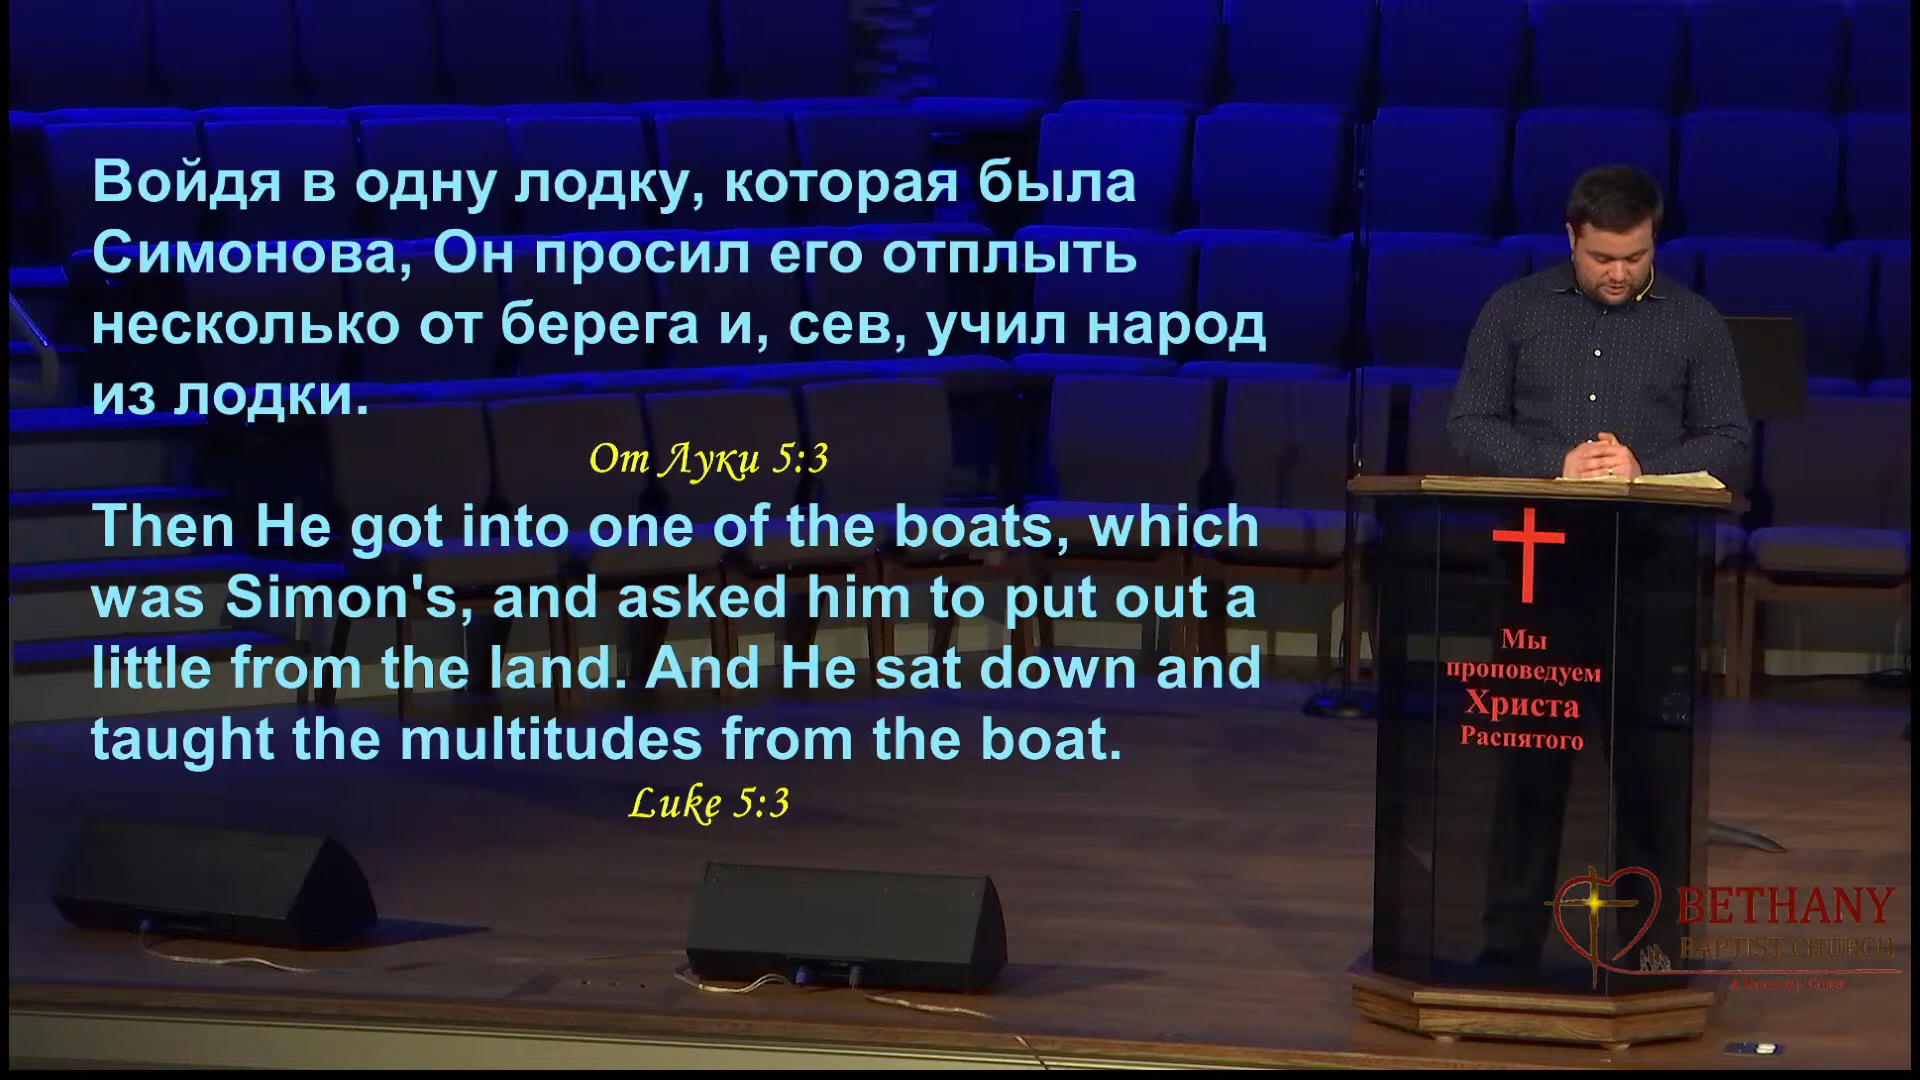 Войдя в одну лодку, которая была
Симонова, Он просил его отплыть
несколько от берега и, сев, учил народ
из лодки.
От Луки 5:3
Then He got into one of the boats, which
was Simon's, and asked him to put out a
little from the land. And He sat down and
taught the multitudes from the boat.
Luke 5:3
Мы
проповедуем
Христа
Распятого
BETHANY
BAPTIST CHURCH